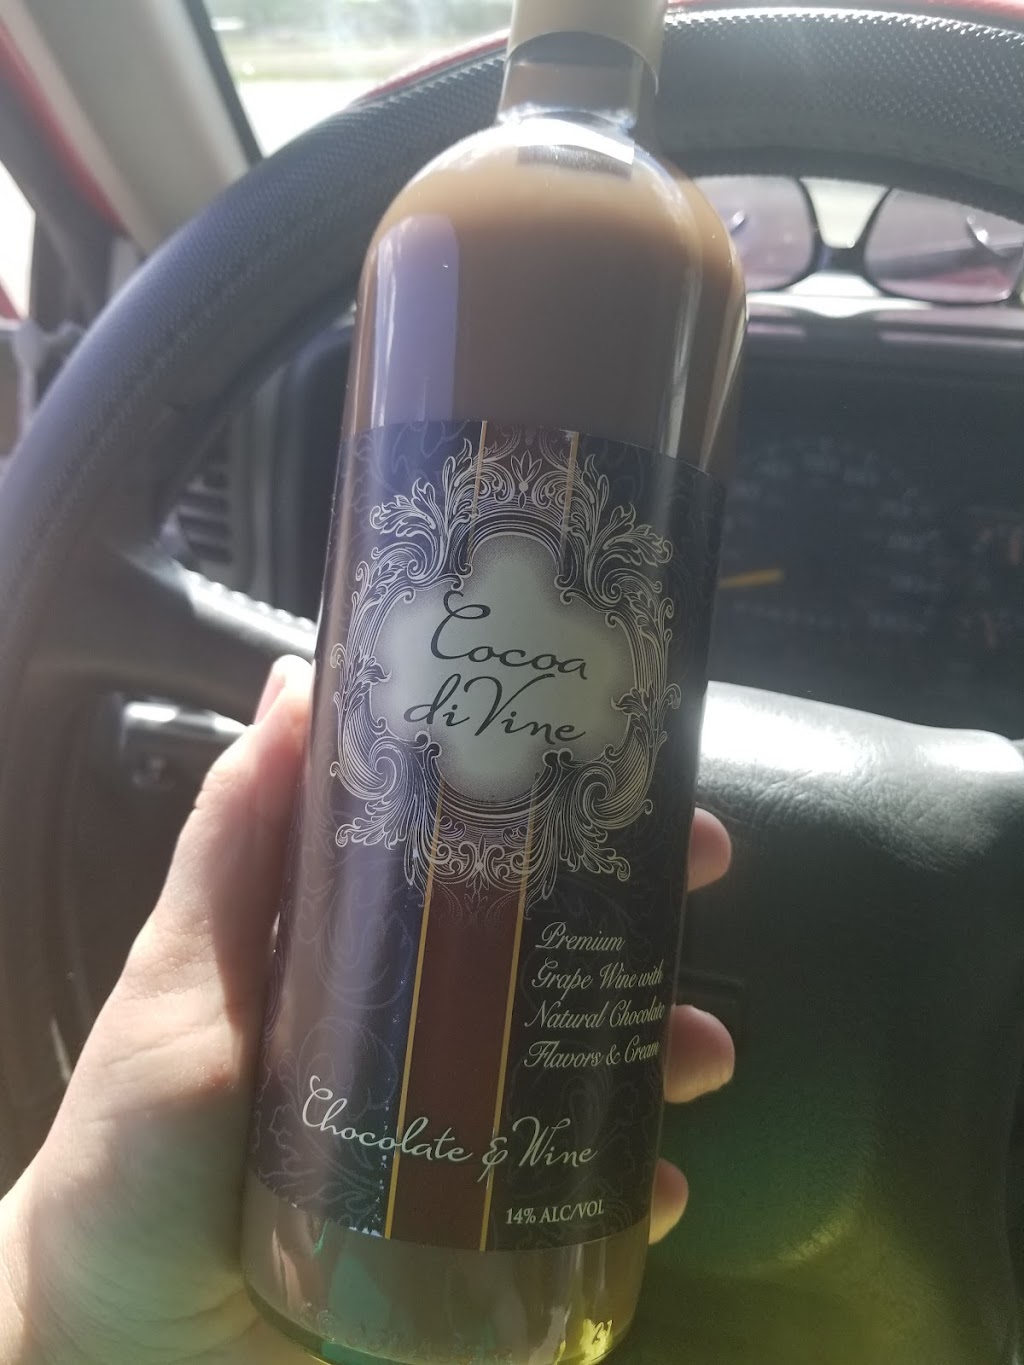 Cocoa
di Vine
Premium
Grape Wine with
Natural Chocolate
Flavors & Cream
Chocolate & Wine
14% ALC/VOL